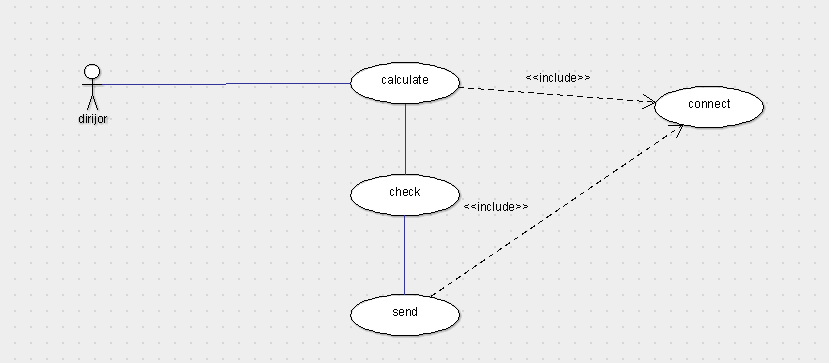 calculate
<<include>>
connect
dirijor
check
<<include>>
send